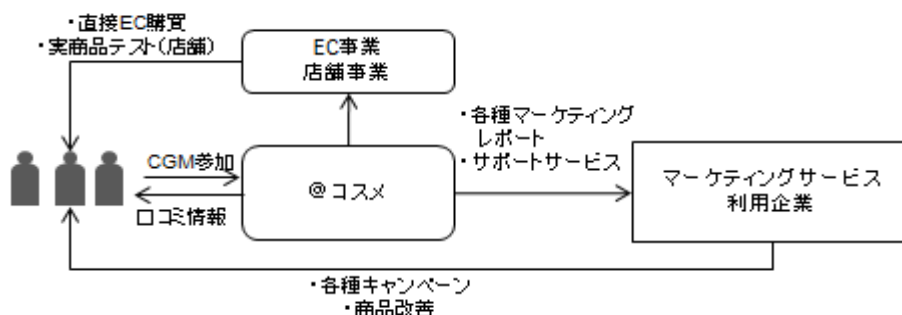 ・直接EC購買
・実商品テスト(店舗)
EC事業
店舗事業
・各種マーケティング
レポート
・サポートサービス
CGM参加
@コスメ
口コミ情報
マーケティングサービス
利用企業
・各種キャンペーン
・商品改善